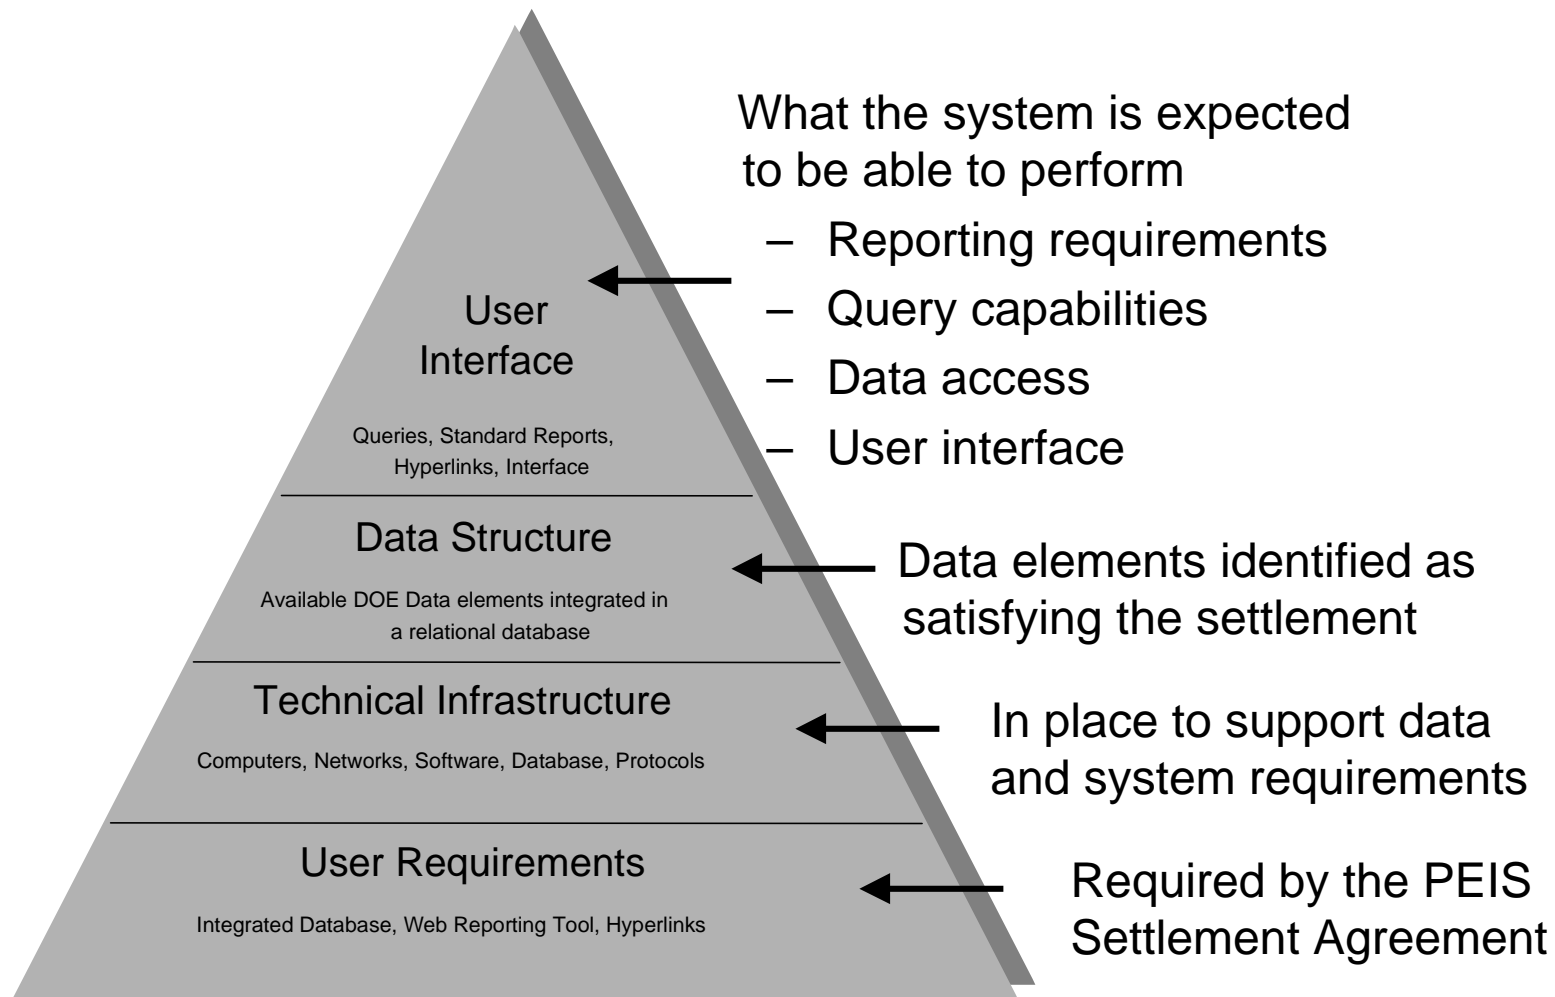 What the system is expected
to be able to perform
– Reporting requirements
– Query capabilities
– Data access
– User interface
User
Interface
Queries, Standard Reports,
Hyperlinks, Interface
Data Structure
Available DOE Data elements integrated in
a relational database
Data elements identified as
satisfying the settlement
Technical Infrastructure
Computers, Networks, Software, Database, Protocols
In place to support data
and system requirements
User Requirements
Integrated Database, Web Reporting Tool, Hyperlinks
Required by the PEIS
Settlement Agreement